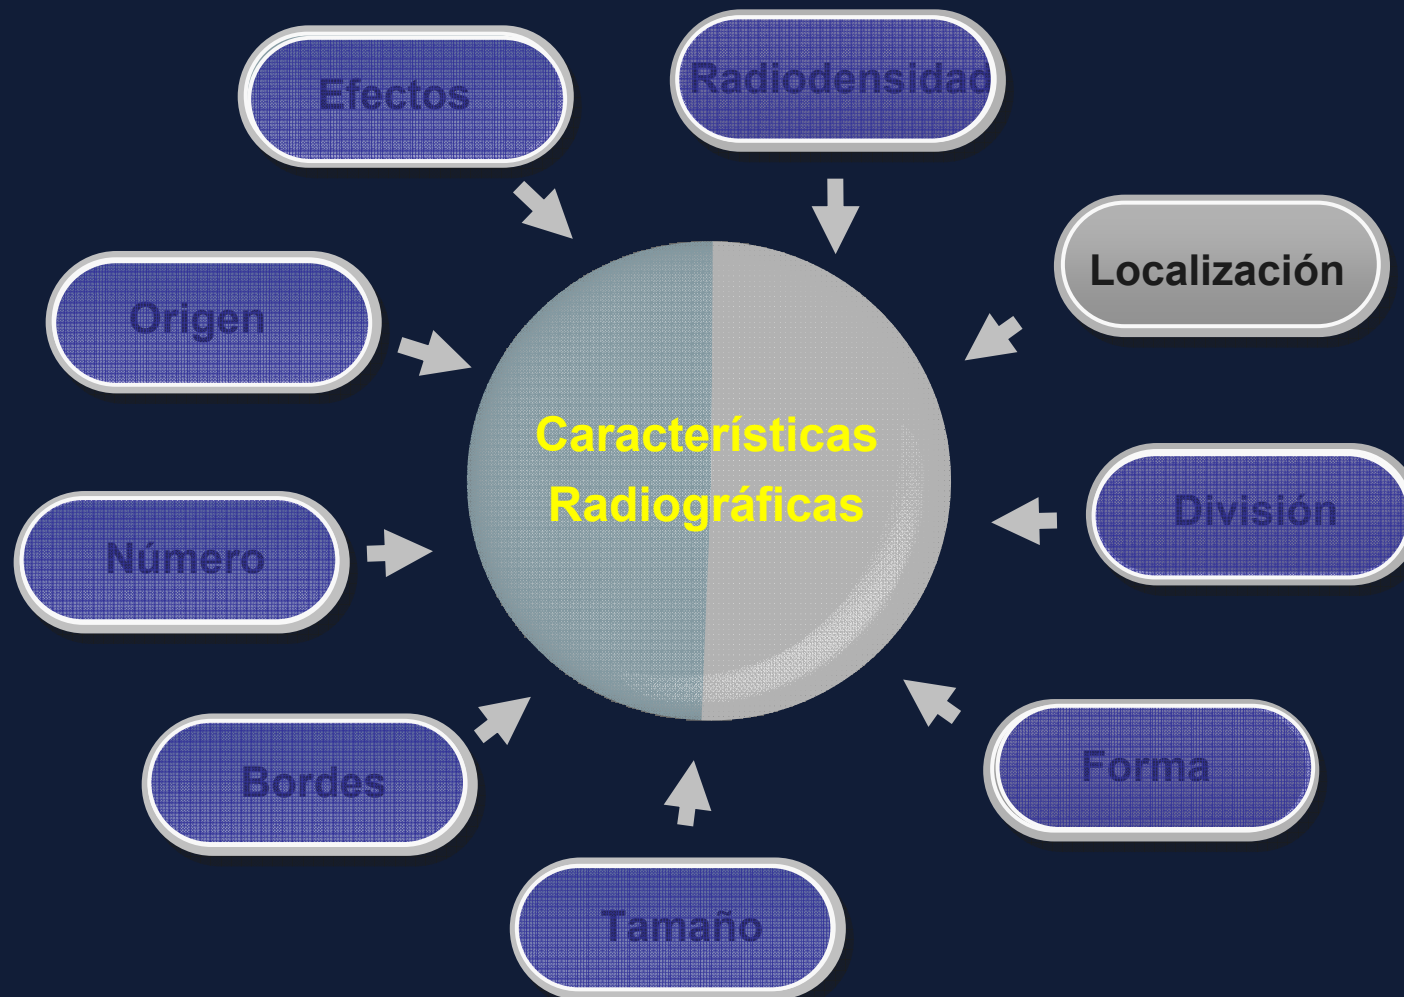 Efectos
Radiodensidad
Localización
Origen
Características
Radiográficas
División
Número
Forma
Bordes
Tamaño